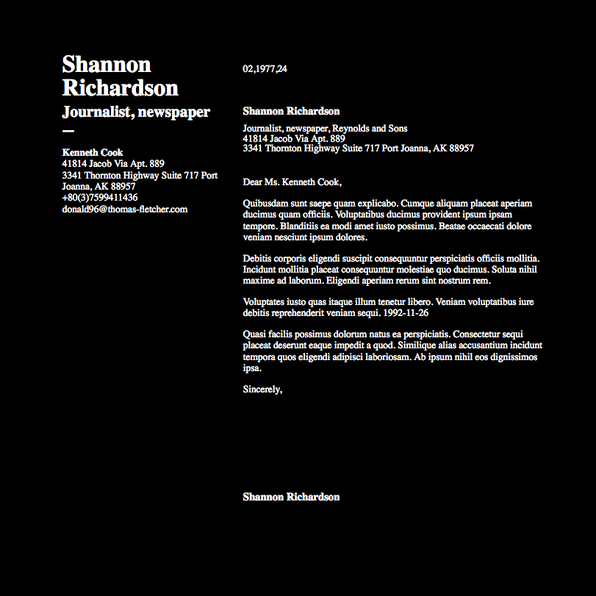 Shannon
Richardson
Journalist, newspaper
—
Kenneth Cook
41814 Jacob Via Apt. 889
3341 Thornton Highway Suite 717 Port
Joanna, AK 88957
+80(3)7599411436
donald96@thomas-fletcher.com
02,1977,24
Shannon Richardson
Journalist, newspaper, Reynolds and Sons
41814 Jacob Via Apt. 889
3341 Thornton Highway Suite 717 Port Joanna, AK 88957
Dear Ms. Kenneth Cook,
Quibusdam sunt saepe quam explicabo. Cumque aliquam placeat aperiam
ducimus quam officiis. Voluptatibus ducimus provident ipsum ipsam
tempore. Blanditiis ea modi amet iusto possimus. Beatae occaecati dolore
veniam nesciunt ipsum dolores.
Debitis corporis eligendi suscipit consequuntur perspiciatis officiis mollitia.
Incidunt mollitia placeat consequuntur molestiae quo ducimus. Soluta nihil
maxime ad laborum. Eligendi aperiam rerum sint nostrum rem.
Voluptates iusto quas itaque illum tenetur libero. Veniam voluptatibus iure
debitis reprehenderit veniam sequi. 1992-11-26
Quasi facilis possimus dolorum natus ea perspiciatis. Consectetur sequi
placeat deserunt eaque impedit a quod. Similique alias accusantium incidunt
tempora quos eligendi adipisci laboriosam. Ab ipsum nihil eos dignissimos
ipsa.
Sincerely,
Shannon Richardson